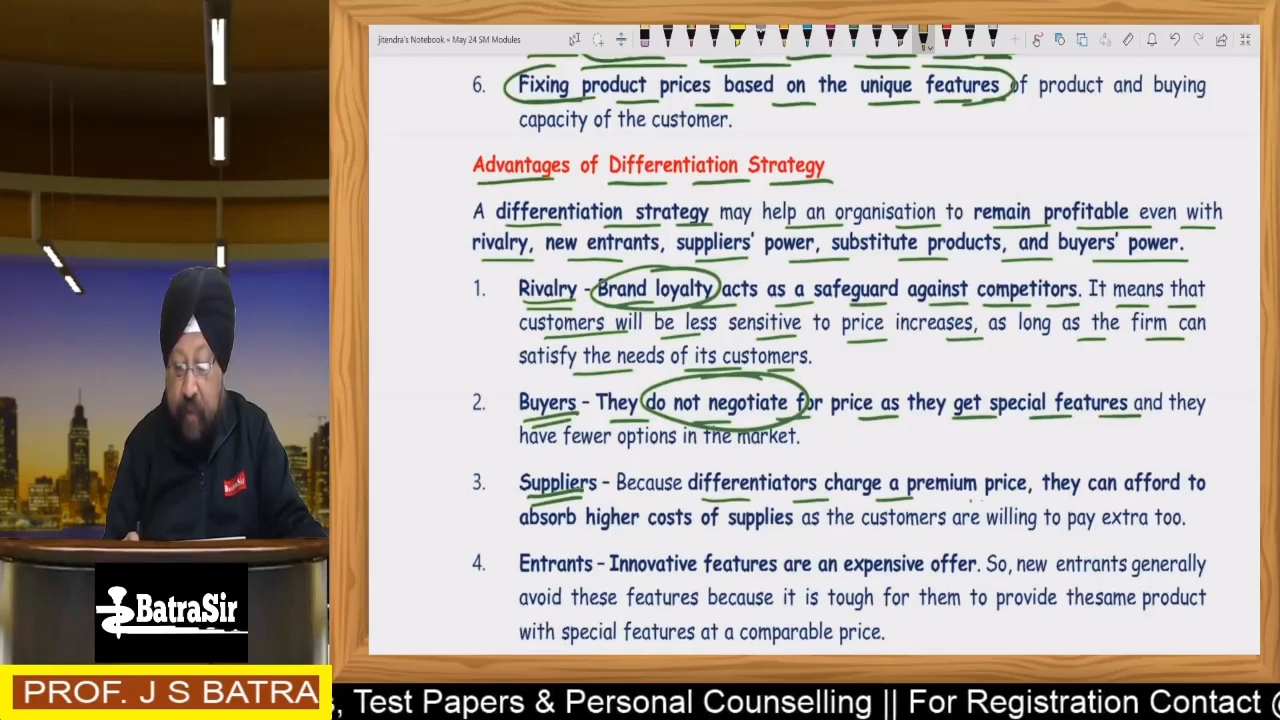 jitendra's Notebook » May 24 SM Modules
6. Fixing product prices based on the unique features of product and buying
capacity of the customer.
Advantages of Differentiation Strategy
A differentiation strategy may help an organisation to remain profitable even with
rivalry, new entrants, suppliers' power, substitute products, and buyers' power.
1. Rivalry - Brand loyalty acts as a safeguard against competitors. It means that
customers will be less sensitive to price increases, as long as the firm can
satisfy the needs of its customers.
2. Buyers - They do not negotiate for price as they get special features and they
have fewer options in the market.
3. Suppliers - Because differentiators charge a premium price, they can afford to
absorb higher costs of supplies as the customers are willing to pay extra too.
4. Entrants - Innovative features are an expensive offer. So, new entrants generally
avoid these features because it is tough for them to provide thesame product
with special features at a comparable price.
BatraSir
BatraSir
PROF. J S BATRA
, Test Papers & Personal Counselling || For Registration Contact @